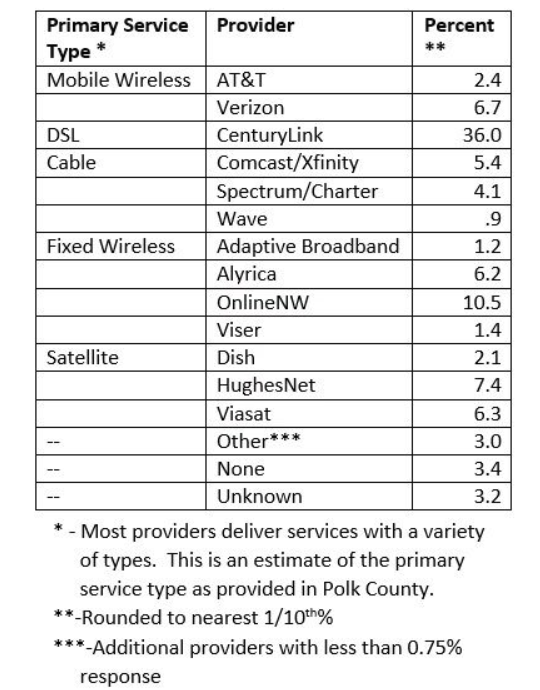 Primary Service Provider Percent
Type * **
Mobile Wireless AT&T 2.4
Verizon 6.7
DSL CenturyLink 36.0
Cable Comcast/Xfinity 5.4
Spectrum/Charter 4.1
Wave .9
Fixed Wireless Adaptive Broadband 1.2
Alyrica 6.2
OnlineNW 10.5
Viser 1.4
Satellite Dish 2.1
HughesNet 7.4
Viasat 6.3
-- Other*** 3.0
-- None 3.4
-- Unknown 3.2
* - Most providers deliver services with a variety
of types. This is an estimate of the primary
service type as provided in Polk County.
**-Rounded to nearest 1/10th%
***-Additional providers with less than 0.75%
response